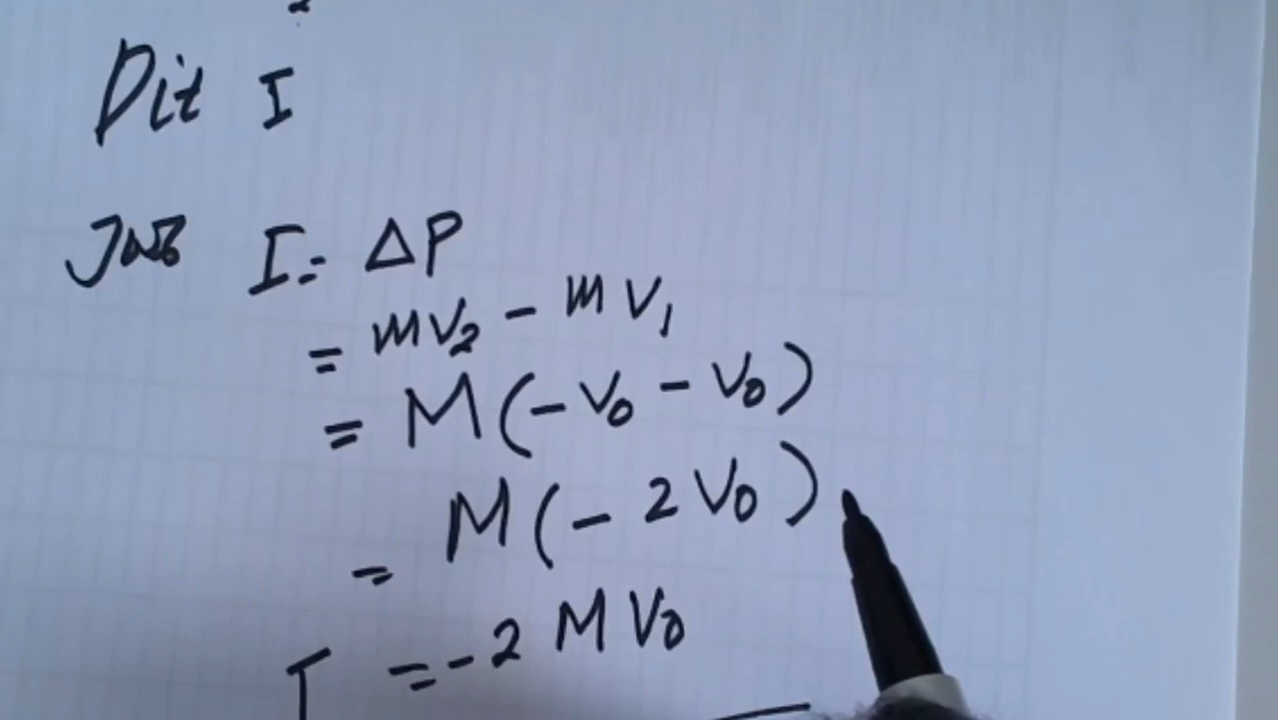 Dit I
Jwb I = ΔP
= mV₂ - mV₁
= M(-V₀ - V₀)
= M(-2V₀)
I = -2MV₀